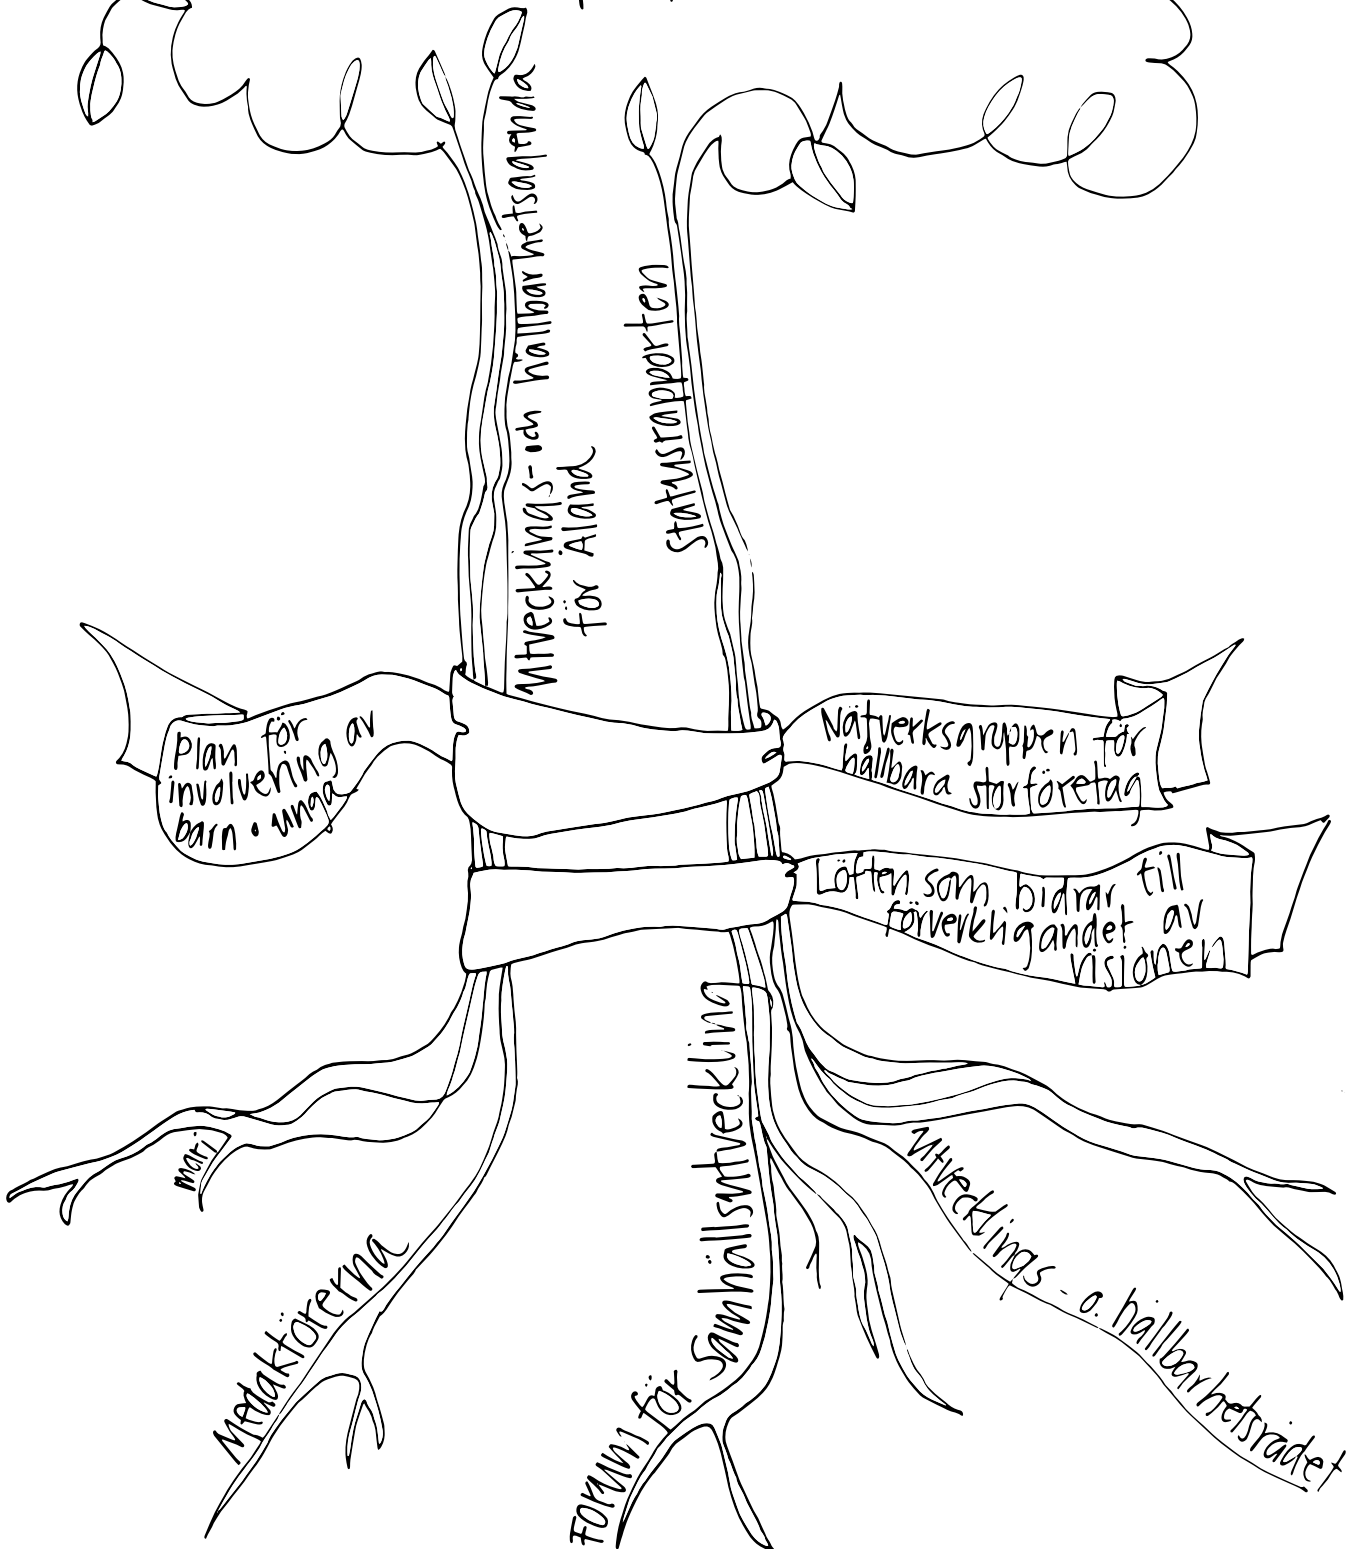 Utvecklings- och hållbarhetsagenda
för Åland
Statusrapporten
Plan för
involvering av
barn o unga
Nätverksgruppen för
hållbara storföretag
Löften som bidrar till
förverkligandet av
visionen
mari
Medaktörerna
Forum för Samhällsutveckling
Utvecklings- o. hållbarhetsrådet